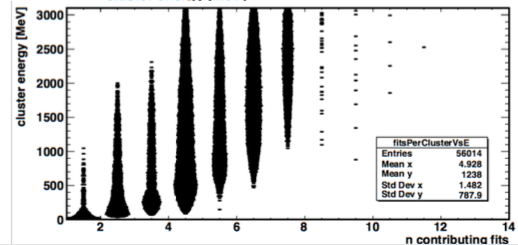 cluster energy [MeV]
3000
2500
2000
1500
1000
500
0
fitsPerClusterVsE
Entries 56014
Mean x 4.928
Mean y 1238
Std Dev x 1.482
Std Dev y 787.9
2 4 6 8 10 12 14
n contributing fits